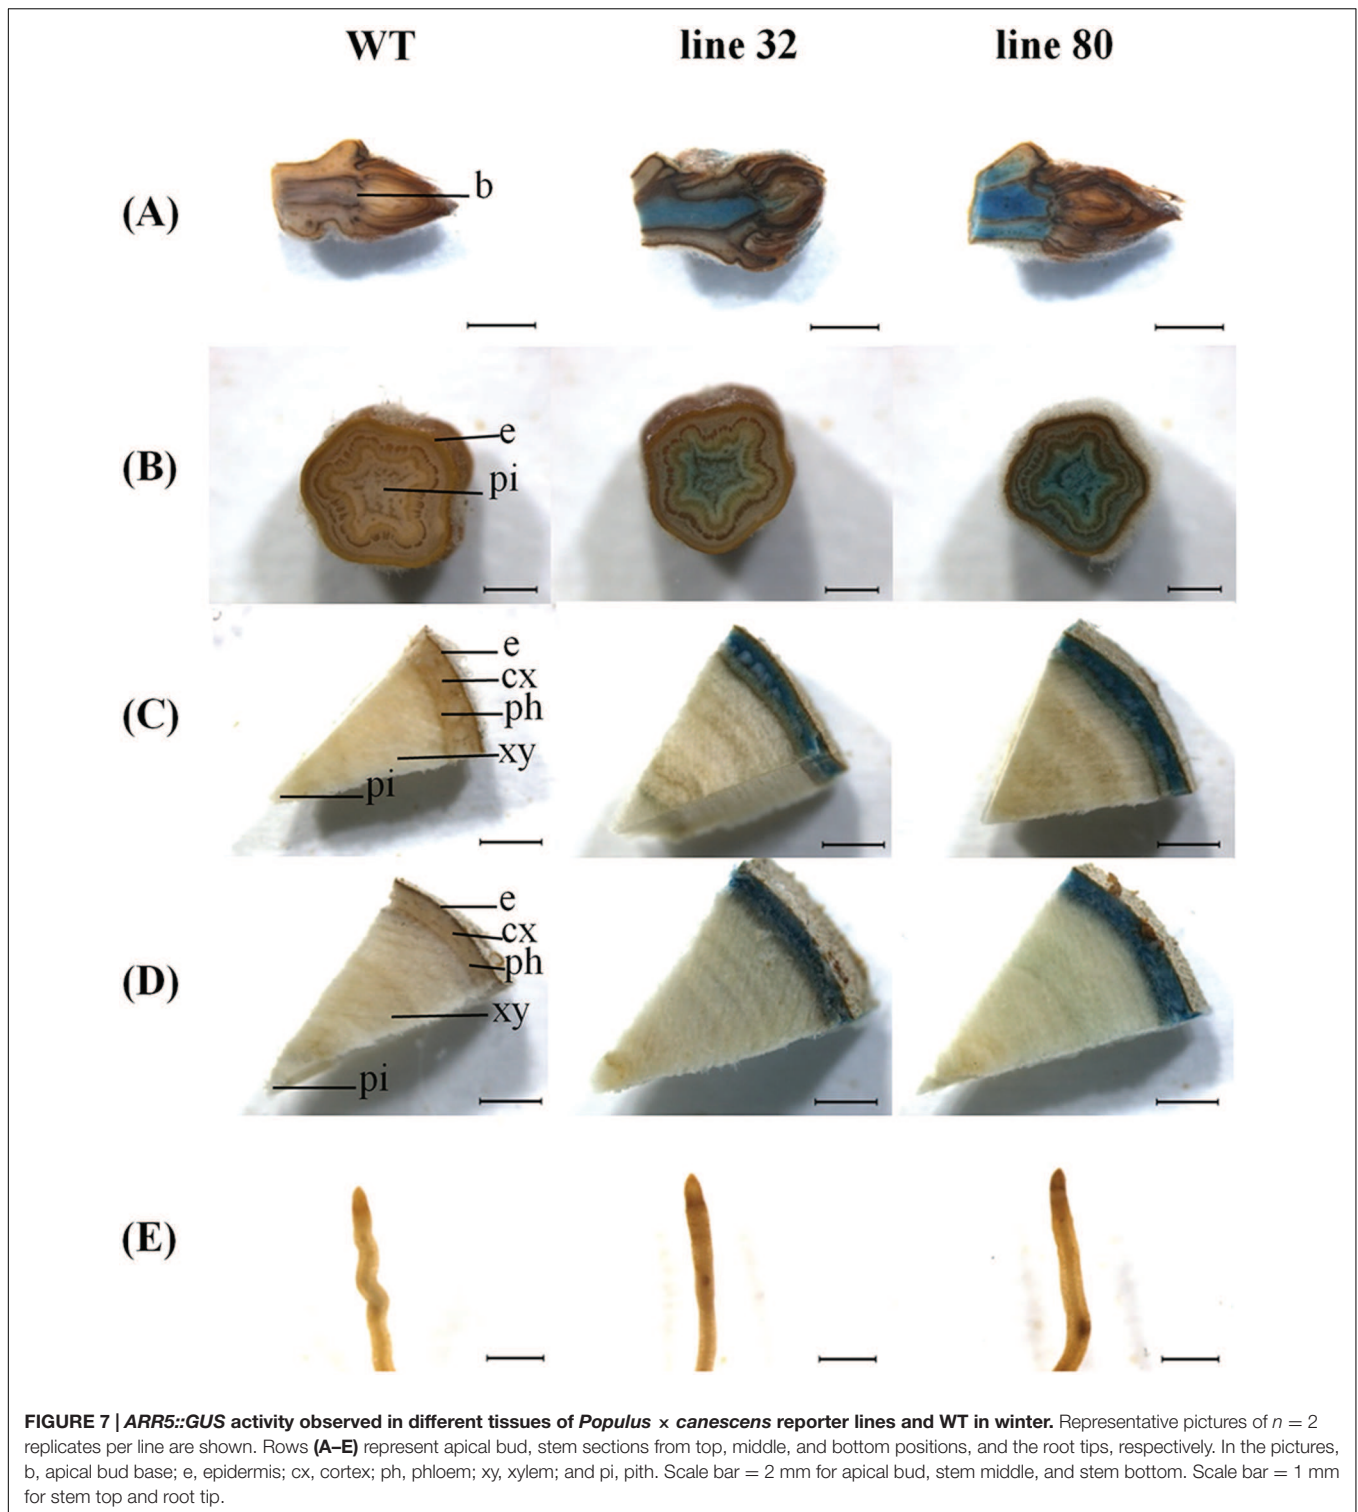 WT line 32 line 80
(A)
b
(B)
e
pi
(C)
e
cx
ph
xy
pi
(D)
e
cx
ph
xy
pi
(E)
FIGURE 7 | ARR5::GUS activity observed in different tissues of Populus × canescens reporter lines and WT in winter. Representative pictures of n = 2
replicates per line are shown. Rows (A–E) represent apical bud, stem sections from top, middle, and bottom positions, and the root tips, respectively. In the pictures,
b, apical bud base; e, epidermis; cx, cortex; ph, phloem; xy, xylem; and pi, pith. Scale bar = 2 mm for apical bud, stem middle, and stem bottom. Scale bar = 1 mm
for stem top and root tip.